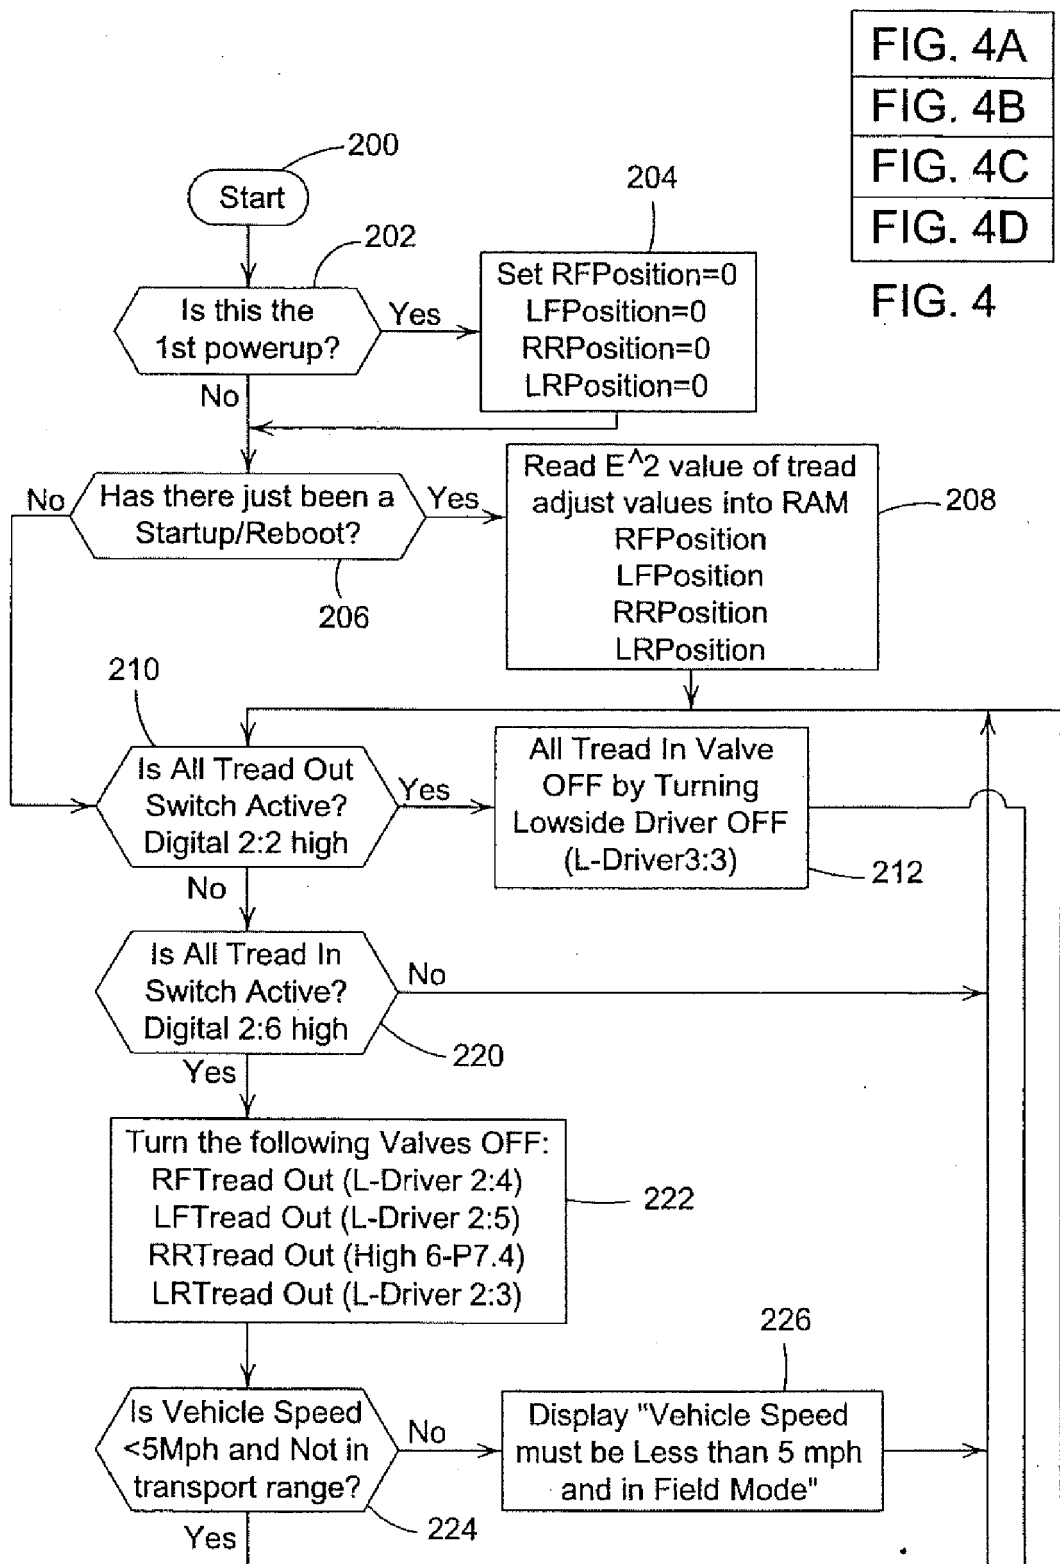 FIG. 4A
FIG. 4B
FIG. 4C
FIG. 4D
FIG. 4
200
Start
202
Is this the
1st powerup?
Yes
No
204
Set RFPosition=0
LFPosition=0
RRPosition=0
LRPosition=0
No
Has there just been a
Startup/Reboot?
Yes
206
Read E^2 value of tread
adjust values into RAM
RFPosition
LFPosition
RRPosition
LRPosition
208
210
Is All Tread Out
Switch Active?
Digital 2:2 high
Yes
No
All Tread In Valve
OFF by Turning
Lowside Driver OFF
(L-Driver3:3)
212
Is All Tread In
Switch Active?
Digital 2:6 high
No
220
Yes
Turn the following Valves OFF:
RFTread Out (L-Driver 2:4)
LFTread Out (L-Driver 2:5)
RRTread Out (High 6-P7.4)
LRTread Out (L-Driver 2:3)
222
226
Is Vehicle Speed
<5Mph and Not in
transport range?
No
224
Yes
Display "Vehicle Speed
must be Less than 5 mph
and in Field Mode"